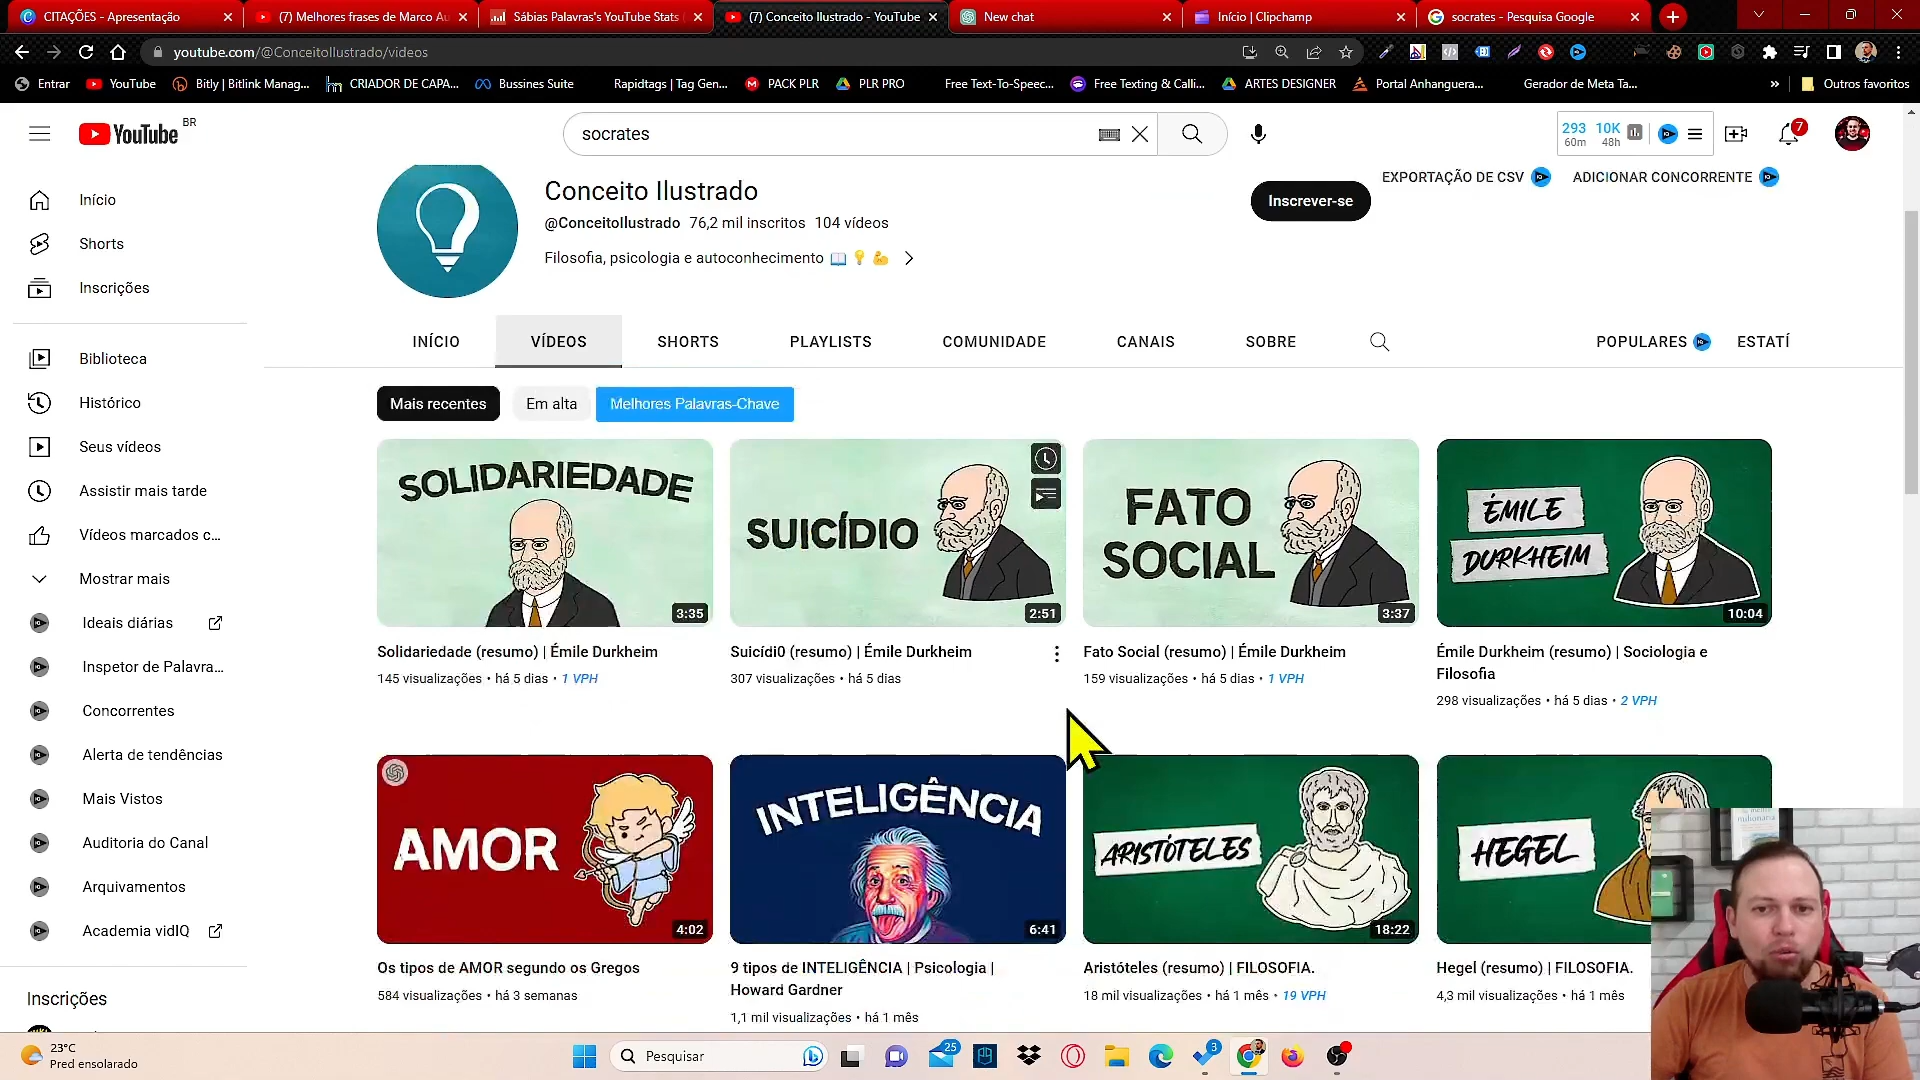 CITAÇÕES - Apresentação
(7) Melhores frases de Marco Au
Sábias Palavras's YouTube Stats
(7) Conceito Ilustrado - YouTube
New chat
Início | Clipchamp
socrates - Pesquisa Google
youtube.com/@ConceitoIlustrado/videos
Entrar
YouTube
Bitly | Bitlink Manag...
CRIADOR DE CAPA...
Bussines Suite
Rapidtags | Tag Gen...
PACK PLR
PLR PRO
Free Text-To-Speec...
Free Texting & Calli...
ARTES DESIGNER
Portal Anhanguera...
Gerador de Meta Ta...
»
Outros favoritos
YouTube
BR
socrates
293
60m
10K
48h
7
Início
Shorts
Inscrições
Biblioteca
Histórico
Seus vídeos
Assistir mais tarde
Vídeos marcados c...
Mostrar mais
Ideais diárias
Inspetor de Palavra...
Concorrentes
Alerta de tendências
Mais Vistos
Auditoria do Canal
Arquivamentos
Academia vidIQ
Inscrições
Conceito Ilustrado
@ConceitoIlustrado 76,2 mil inscritos 104 vídeos
Filosofia, psicologia e autoconhecimento 📖 💡 💪
Inscrever-se
EXPORTAÇÃO DE CSV
ADICIONAR CONCORRENTE
INÍCIO
VÍDEOS
SHORTS
PLAYLISTS
COMUNIDADE
CANAIS
SOBRE
POPULARES
ESTATÍ
Mais recentes
Em alta
Melhores Palavras-Chave
SOLIDARIEDADE
3:35
Solidariedade (resumo) | Émile Durkheim
145 visualizações • há 5 dias • 1 VPH
SUICÍDIO
2:51
Suicídi0 (resumo) | Émile Durkheim
307 visualizações • há 5 dias
FATO
SOCIAL
3:37
Fato Social (resumo) | Émile Durkheim
159 visualizações • há 5 dias • 1 VPH
ÉMILE
DURKHEIM
10:04
Émile Durkheim (resumo) | Sociologia e
Filosofia
298 visualizações • há 5 dias • 2 VPH
AMOR
4:02
Os tipos de AMOR segundo os Gregos
584 visualizações • há 3 semanas
INTELIGÊNCIA
6:41
9 tipos de INTELIGÊNCIA | Psicologia |
Howard Gardner
1,1 mil visualizações • há 1 mês
ARISTÓTELES
18:22
Aristóteles (resumo) | FILOSOFIA.
18 mil visualizações • há 1 mês • 19 VPH
HEGEL
Hegel (resumo) | FILOSOFIA.
4,3 mil visualizações • há 1 mês
milionária
23°C
Pred ensolarado
Pesquisar
25
3